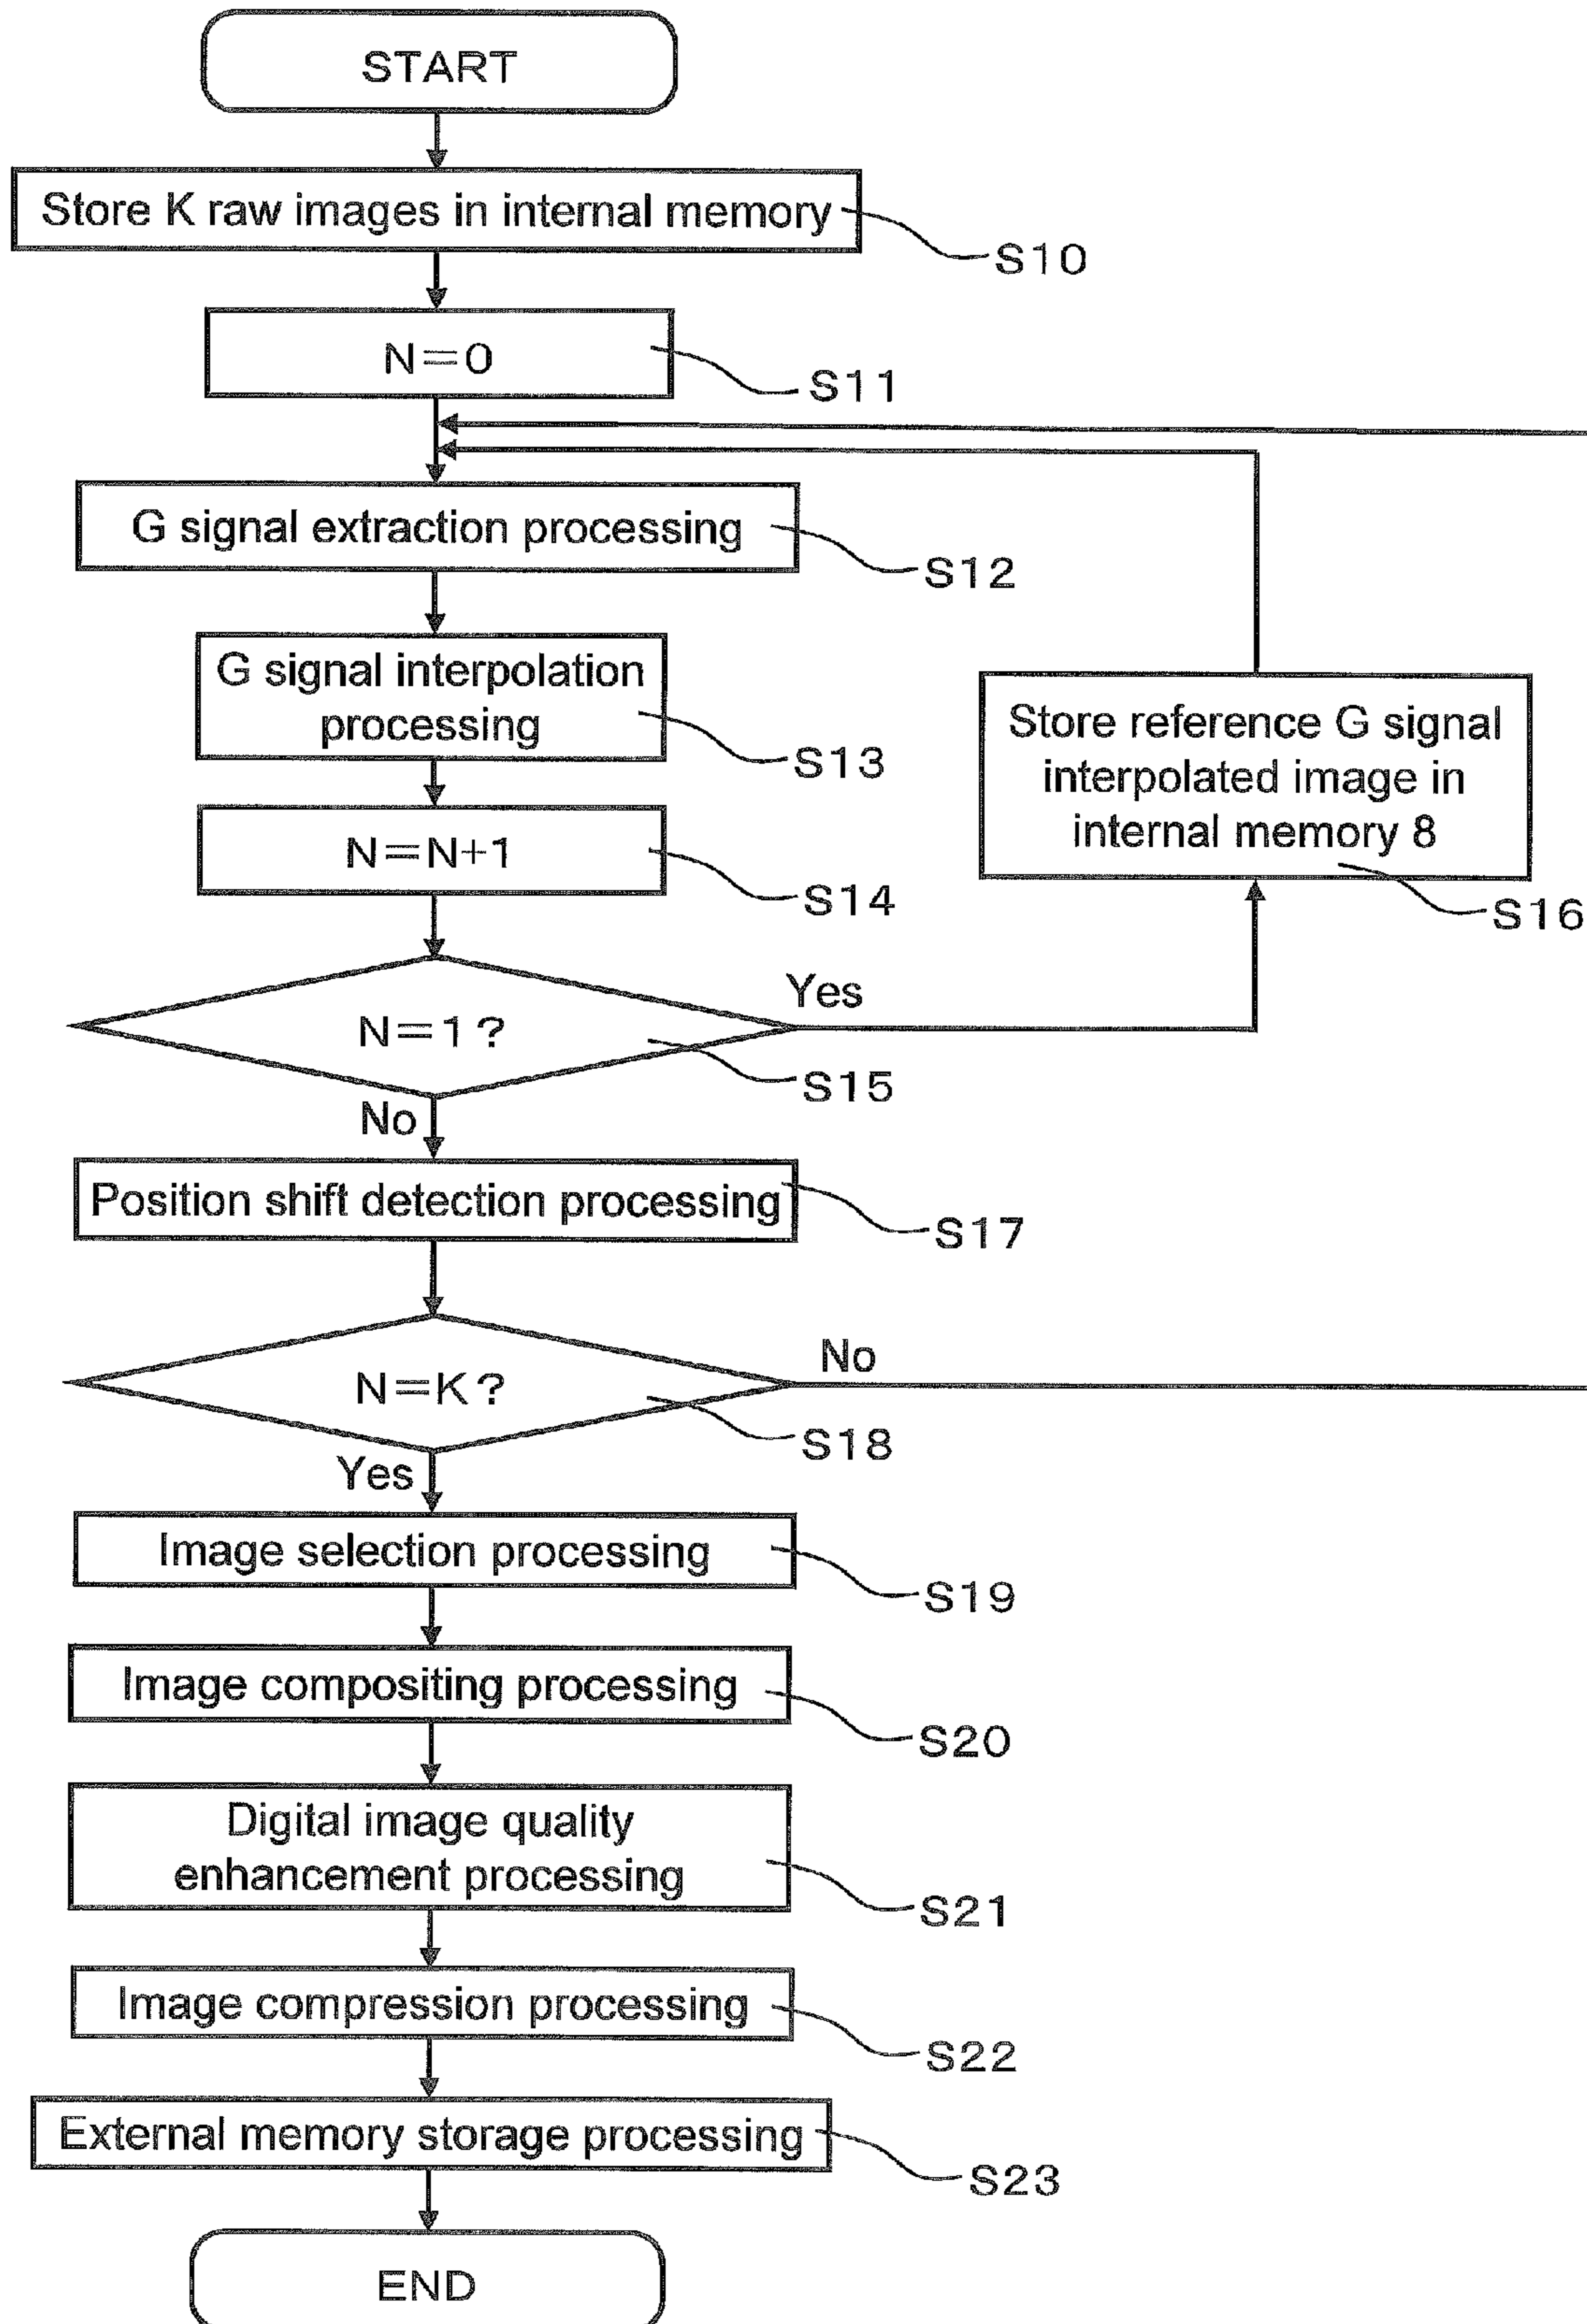 START
Store K raw images in internal memory
S10
N=0
S11
G signal extraction processing
S12
G signal interpolation
processing
S13
Store reference G signal
interpolated image in
internal memory 8
S16
N=N+1
S14
N=1?
Yes
S15
No
Position shift detection processing
S17
N=K?
No
S18
Yes
Image selection processing
S19
Image compositing processing
S20
Digital image quality
enhancement processing
S21
Image compression processing
S22
External memory storage processing
S23
END